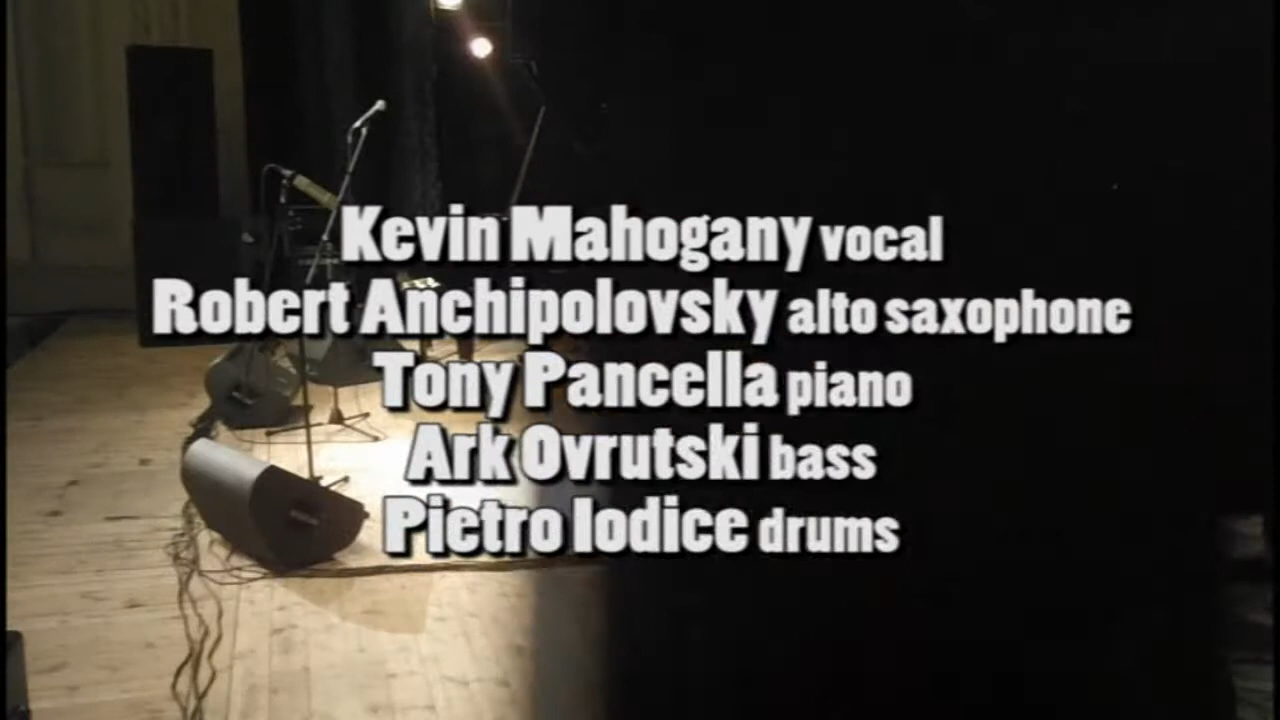 Kevin Mahogany vocal
Robert Anchipolovsky alto saxophone
Tony Pancella piano
Ark Ovrutski bass
Pietro Iodice drums